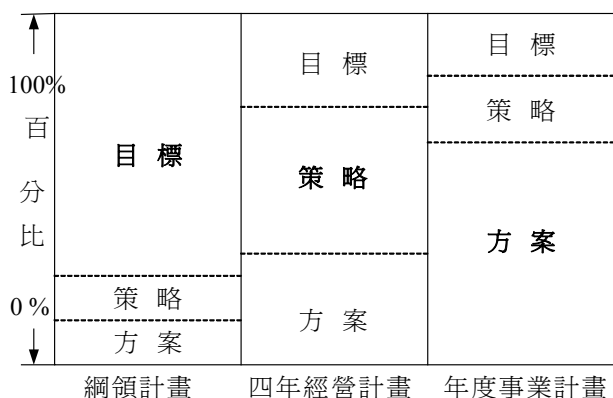 100%
百
分
比
0 %
目 標
策 略
方 案
目 標
策 略
方 案
目 標
策 略
方 案
綱領計畫
四年經營計畫
年度事業計畫